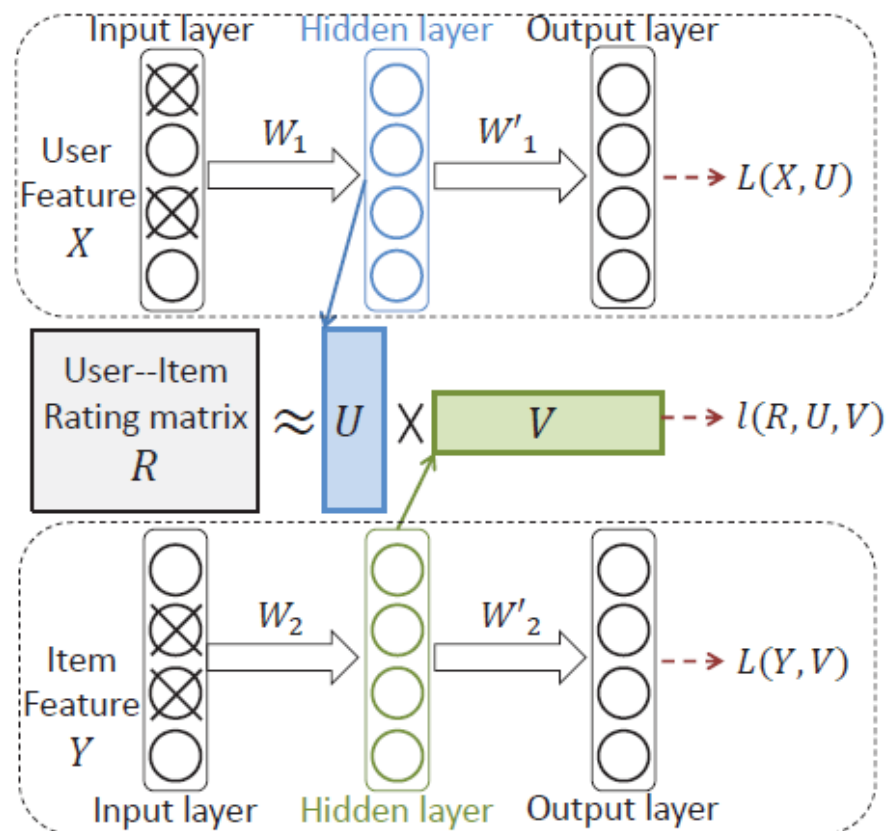 Input layer Hidden layer Output layer
User
Feature
X
W₁
W'₁
L(X, U)
User--Item
Rating matrix
R
≈
U
×
V
l(R, U, V)
Item
Feature
Y
W₂
W'₂
L(Y, V)
Input layer Hidden layer Output layer